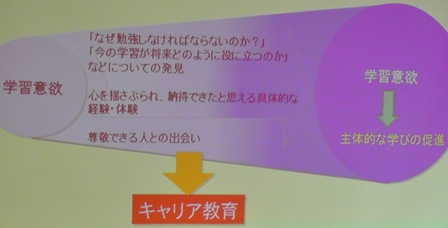 学習意欲
「なぜ勉強しなければならないのか？」
「今の学習が将来どのように役に立つのか」
などについての発見
心を揺さぶられ、納得できたと思える具体的な
経験・体験
尊敬できる人との出会い
キャリア教育
学習意欲
主体的な学びの促進